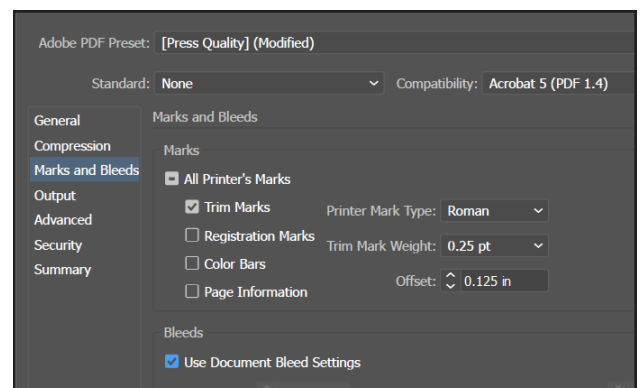 Adobe PDF Preset: [Press Quality] (Modified)
Standard: None Compatibility: Acrobat 5 (PDF 1.4)
General
Compression
Marks and Bleeds
Output
Advanced
Security
Summary
Marks and Bleeds
Marks
All Printer's Marks
Trim Marks
Registration Marks
Color Bars
Page Information
Printer Mark Type: Roman
Trim Mark Weight: 0.25 pt
Offset: 0.125 in
Bleeds
Use Document Bleed Settings